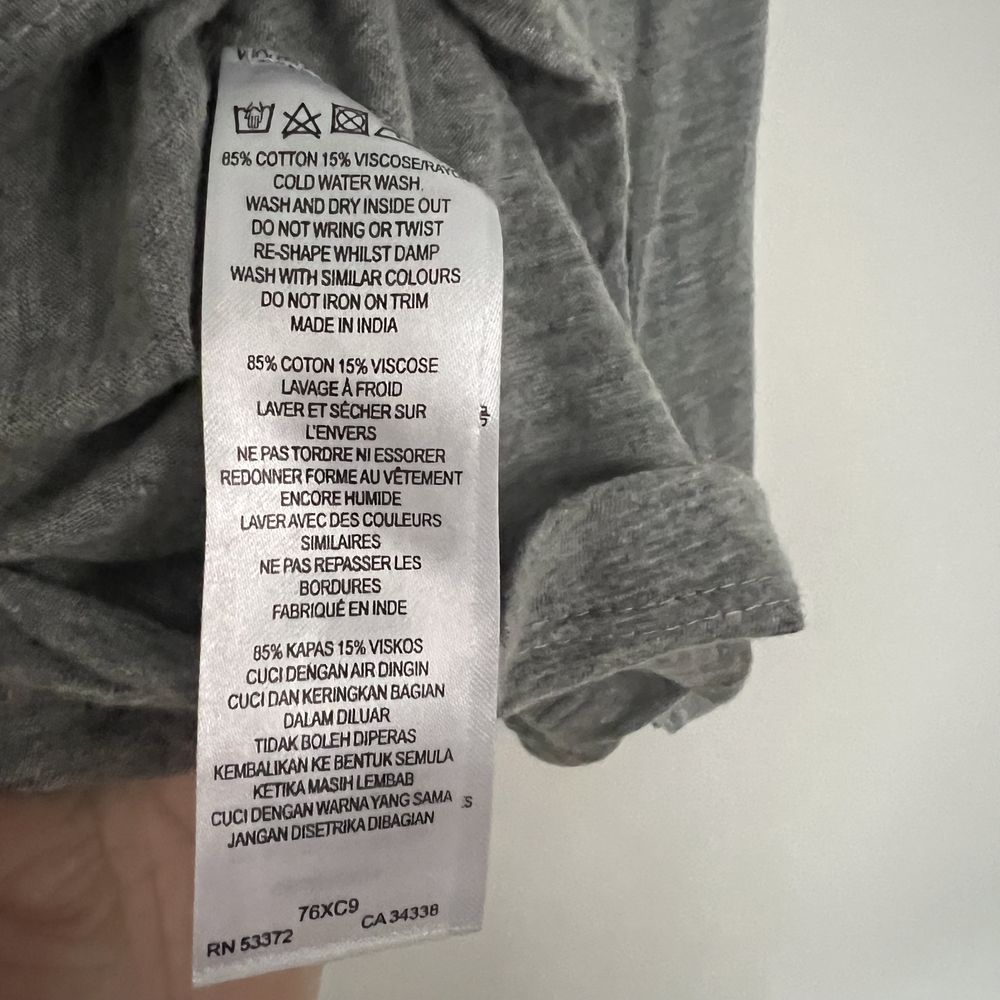 85% COTTON 15% VISCOSE/RAYO
COLD WATER WASH.
WASH AND DRY INSIDE OUT
DO NOT WRING OR TWIST
RE-SHAPE WHILST DAMP
WASH WITH SIMILAR COLOURS
DO NOT IRON ON TRIM
MADE IN INDIA
85% COTON 15% VISCOSE
LAVAGE À FROID
LAVER ET SÉCHER SUR
L'ENVERS
NE PAS TORDRE NI ESSORER
REDONNER FORME AU VÊTEMENT
ENCORE HUMIDE
LAVER AVEC DES COULEURS
SIMILAIRES
NE PAS REPASSER LES
BORDURES
FABRIQUÉ EN INDE
85% KAPAS 15% VISKOS
CUCI DENGAN AIR DINGIN
CUCI DAN KERINGKAN BAGIAN
DALAM DILUAR
TIDAK BOLEH DIPERAS
KEMBALIKAN KE BENTUK SEMULA
KETIKA MASIH LEMBAB
CUCI DENGAN WARNA YANG SAMA
JANGAN DISETRIKA DIBAGIAN
76XC9
RN 53372 CA 34338